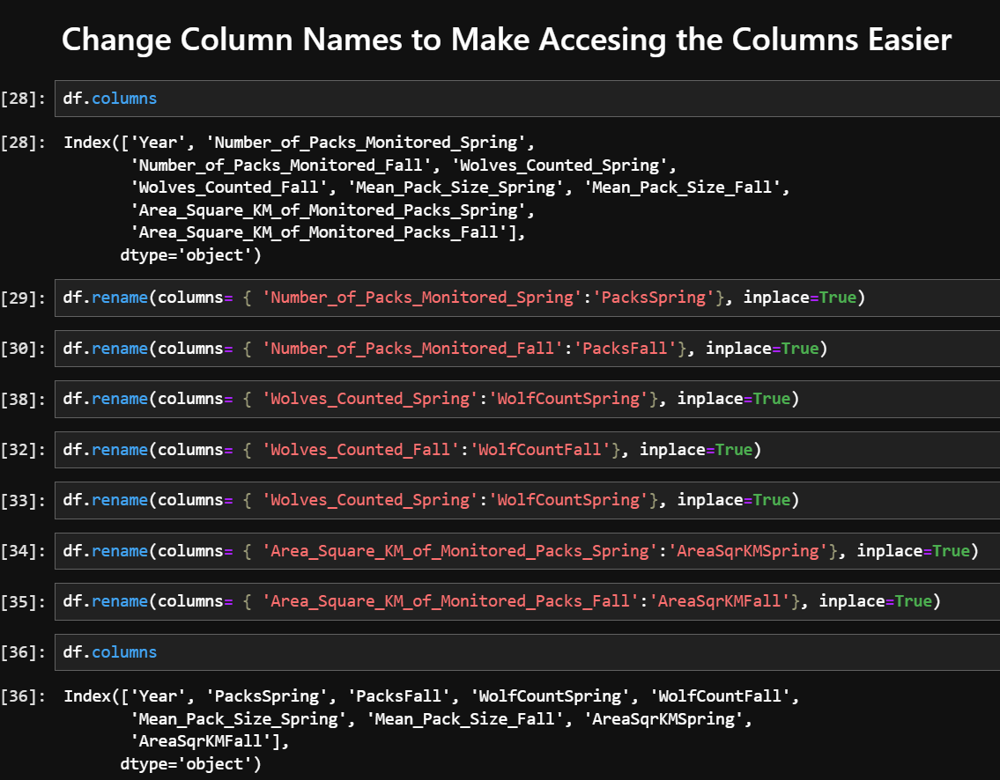 Change Column Names to Make Accesing the Columns Easier
[28]: df.columns
[28]: Index(['Year', 'Number_of_Packs_Monitored_Spring',
'Number_of_Packs_Monitored_Fall', 'Wolves_Counted_Spring',
'Wolves_Counted_Fall', 'Mean_Pack_Size_Spring', 'Mean_Pack_Size_Fall',
'Area_Square_KM_of_Monitored_Packs_Spring',
'Area_Square_KM_of_Monitored_Packs_Fall'],
dtype='object')
[29]: df.rename(columns= { 'Number_of_Packs_Monitored_Spring':'PacksSpring'}, inplace=True)
[30]: df.rename(columns= { 'Number_of_Packs_Monitored_Fall':'PacksFall'}, inplace=True)
[38]: df.rename(columns= { 'Wolves_Counted_Spring':'WolfCountSpring'}, inplace=True)
[32]: df.rename(columns= { 'Wolves_Counted_Fall':'WolfCountFall'}, inplace=True)
[33]: df.rename(columns= { 'Wolves_Counted_Spring':'WolfCountSpring'}, inplace=True)
[34]: df.rename(columns= { 'Area_Square_KM_of_Monitored_Packs_Spring':'AreaSqrKMSpring'}, inplace=True)
[35]: df.rename(columns= { 'Area_Square_KM_of_Monitored_Packs_Fall':'AreaSqrKMFall'}, inplace=True)
[36]: df.columns
[36]: Index(['Year', 'PacksSpring', 'PacksFall', 'WolfCountSpring', 'WolfCountFall',
'Mean_Pack_Size_Spring', 'Mean_Pack_Size_Fall', 'AreaSqrKMSpring',
'AreaSqrKMFall'],
dtype='object')